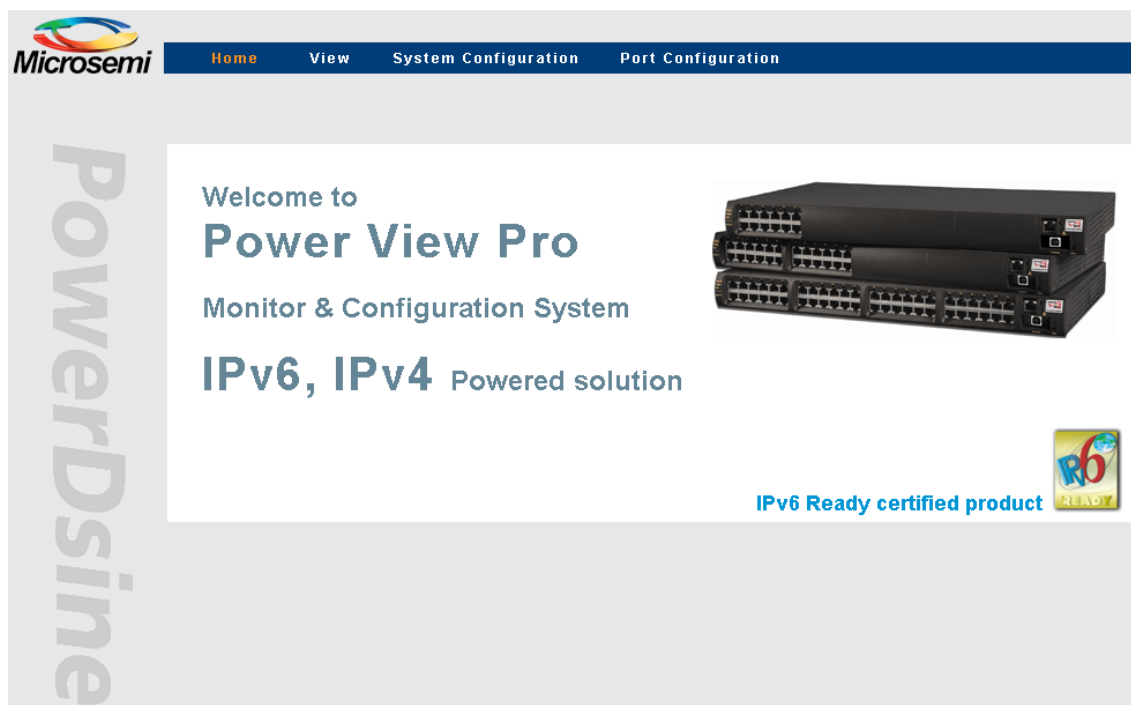 Microsemi
Home View System Configuration Port Configuration
PowerDsine
Welcome to
Power View Pro
Monitor & Configuration System
IPv6, IPv4 Powered solution
IPv6 Ready certified product
IPv6
READY